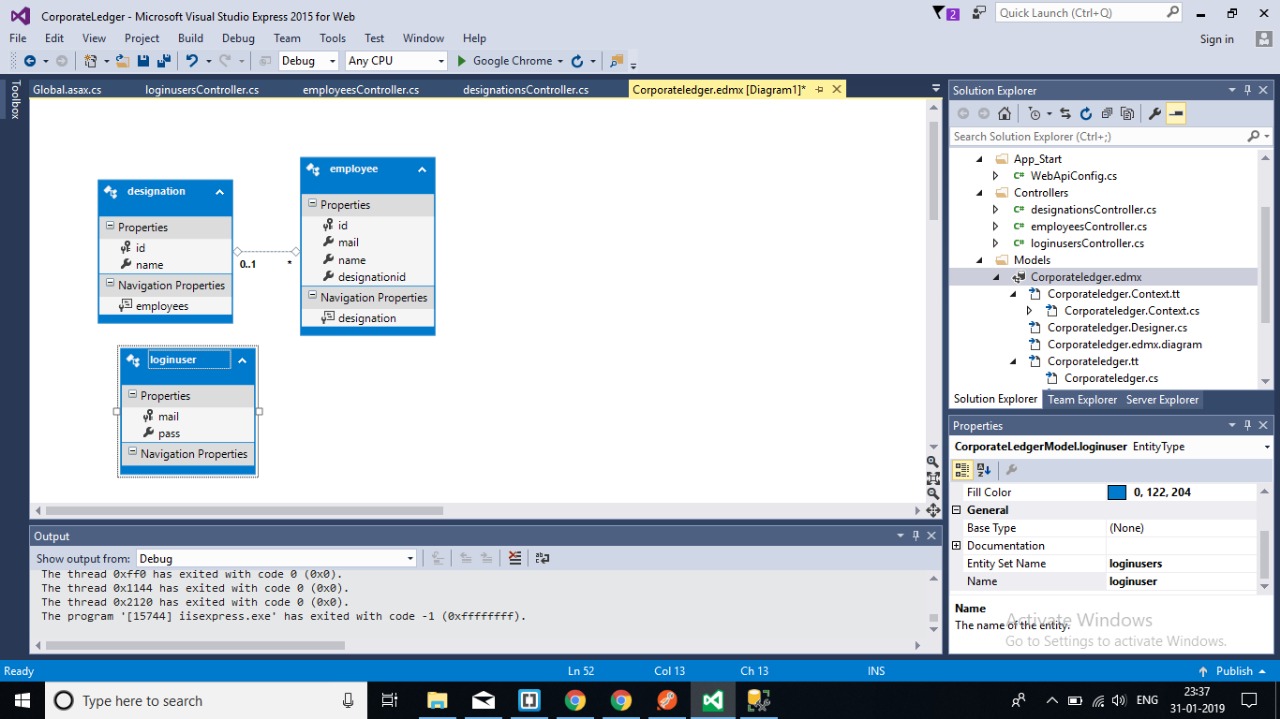 CorporateLedger - Microsoft Visual Studio Express 2015 for Web
2
Quick Launch (Ctrl+Q)
File Edit View Project Build Debug Team Tools Test Window Help
Sign in
Debug Any CPU Google Chrome
Toolbox
Global.asax.cs loginusersController.cs employeesController.cs designationsController.cs Corporateledger.edmx [Diagram1]*
designation
Properties
id
name
Navigation Properties
employees
0..1 *
employee
Properties
id
mail
name
designationid
Navigation Properties
designation
loginuser
Properties
mail
pass
Navigation Properties
Solution Explorer
Search Solution Explorer (Ctrl+;)
App_Start
C# WebApiConfig.cs
Controllers
C# designationsController.cs
C# employeesController.cs
C# loginusersController.cs
Models
Corporateledger.edmx
Corporateledger.Context.tt
Corporateledger.Context.cs
Corporateledger.Designer.cs
Corporateledger.edmx.diagram
Corporateledger.tt
Corporateledger.cs
Solution Explorer Team Explorer Server Explorer
Properties
CorporateLedgerModel.loginuser EntityType
Fill Color 0, 122, 204
General
Base Type (None)
Documentation
Entity Set Name loginusers
Name loginuser
Name
The name of the entity.
Activate Windows
Go to Settings to activate Windows.
Output
Show output from: Debug
The thread 0xff0 has exited with code 0 (0x0).
The thread 0x1144 has exited with code 0 (0x0).
The thread 0x2120 has exited with code 0 (0x0).
The program '[15744] iisexpress.exe' has exited with code -1 (0xffffffff).
Ready Ln 52 Col 13 Ch 13 INS Publish
Type here to search
ENG
23:37
31-01-2019